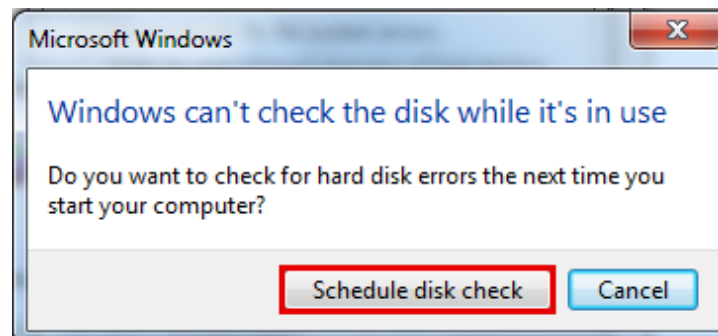 Microsoft Windows
Windows can't check the disk while it's in use
Do you want to check for hard disk errors the next time you
start your computer?
Schedule disk check
Cancel